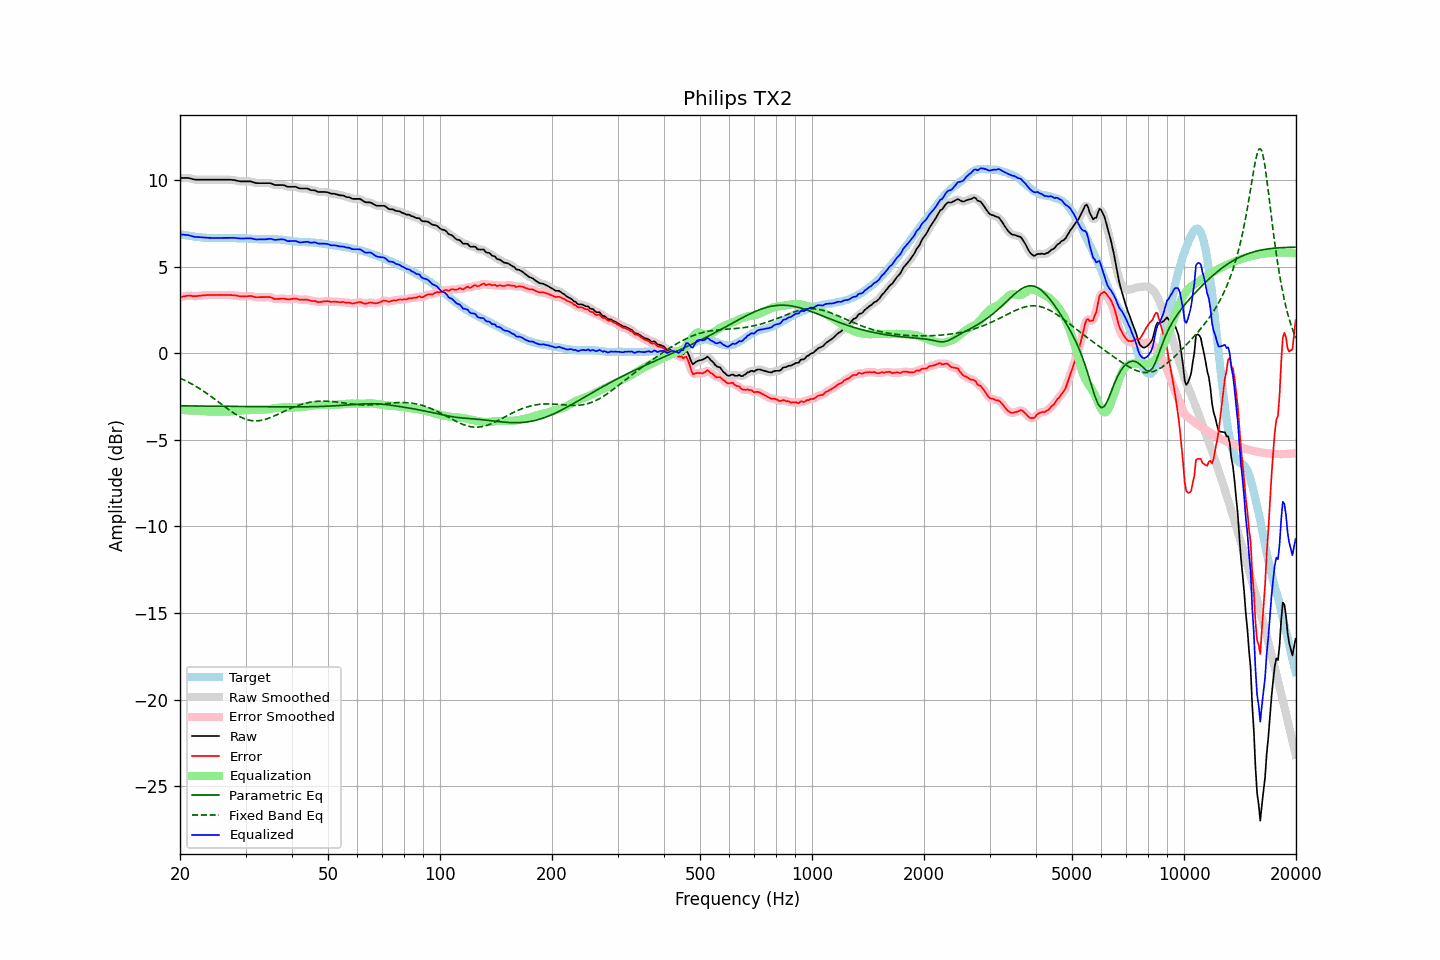 Philips TX2
Amplitude (dBr)
10
5
0
−5
−10
−15
−20
−25
Target
Raw Smoothed
Error Smoothed
Raw
Error
Equalization
Parametric Eq
Fixed Band Eq
Equalized
20 50 100 200 500 1000 2000 5000 10000 20000
Frequency (Hz)